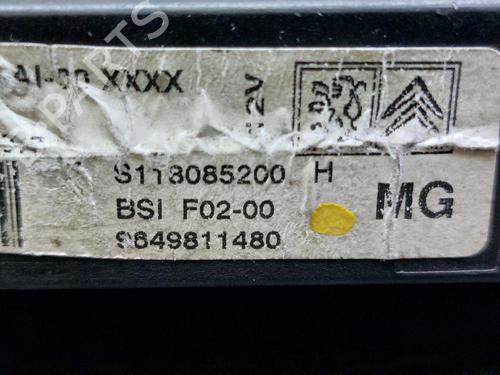 XXXX
12V
S118085200 H
BSI F02-00
MG
9649811480